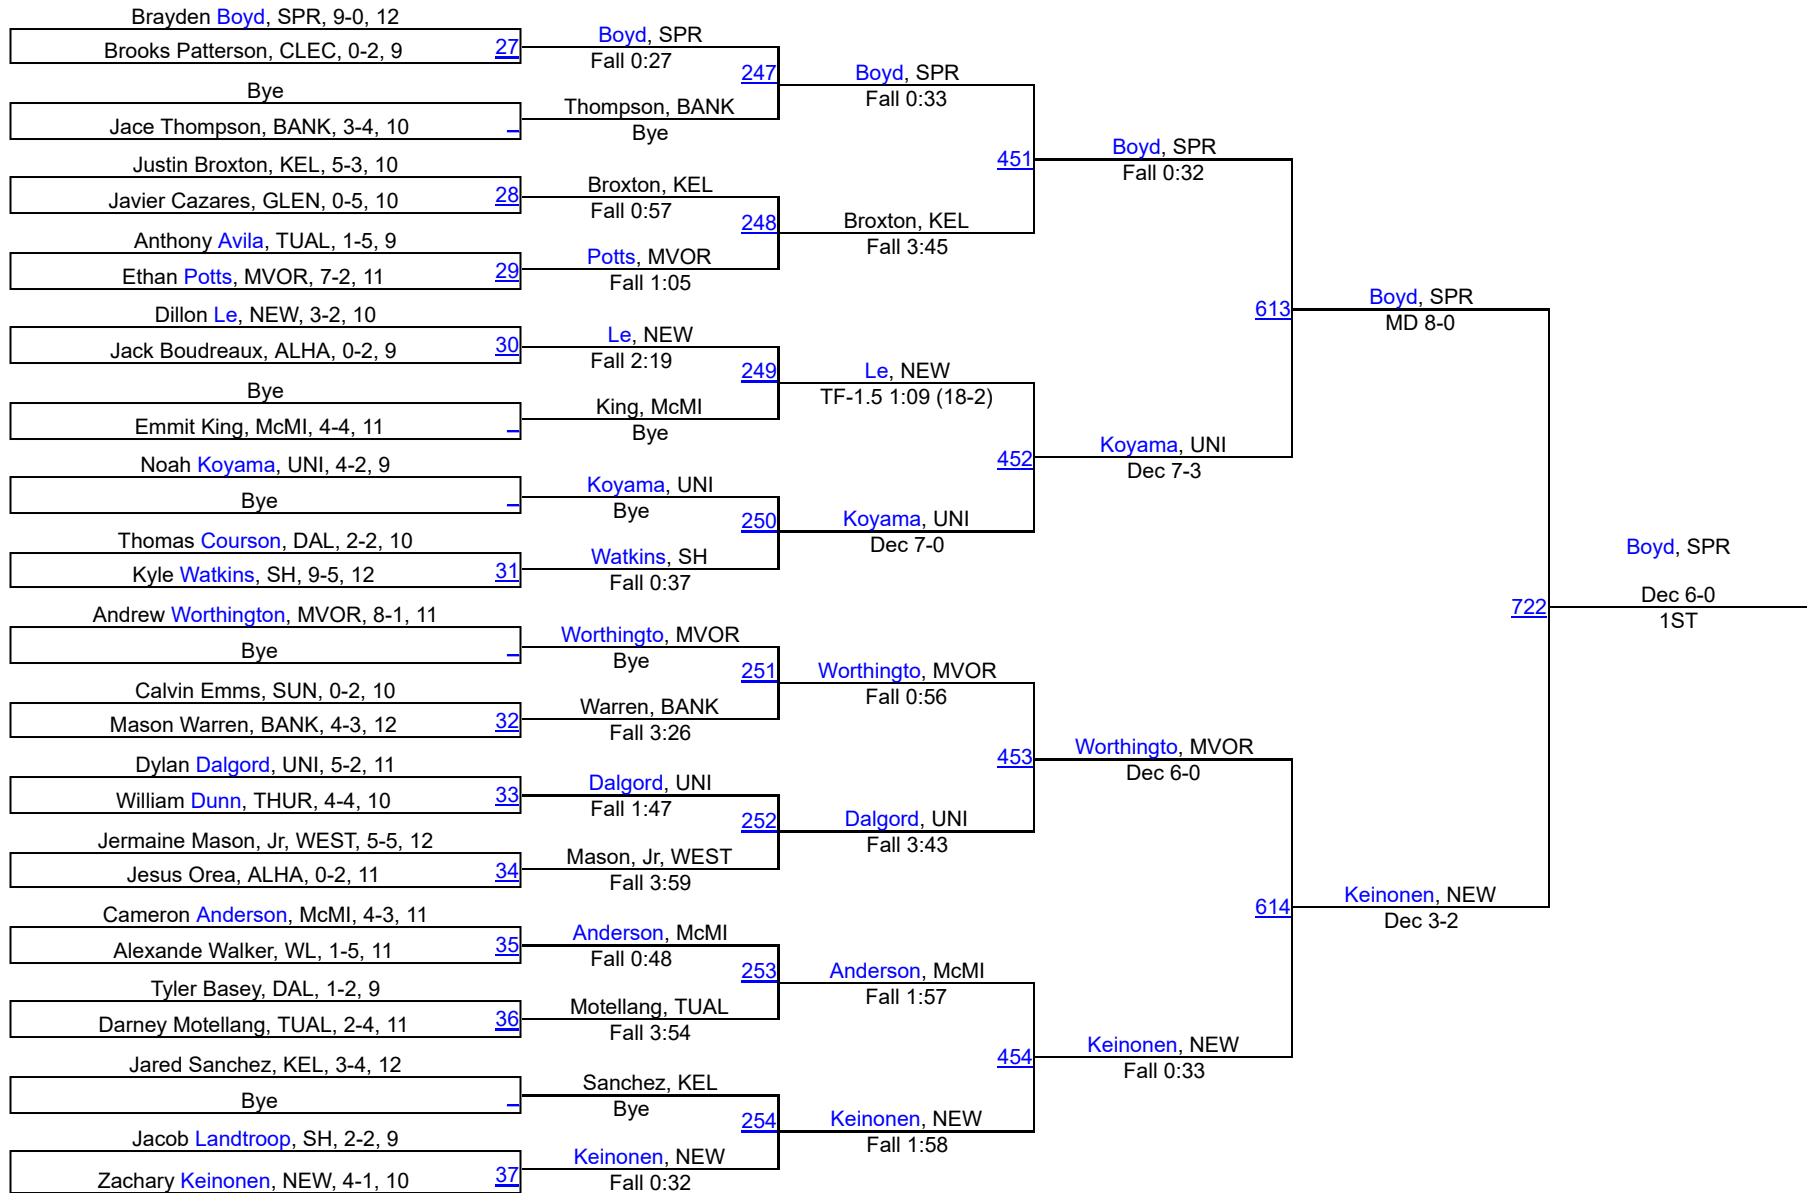 Brayden Boyd, SPR, 9-0, 12
Brooks Patterson, CLEC, 0-2, 9
27
Bye
Jace Thompson, BANK, 3-4, 10
Justin Broxton, KEL, 5-3, 10
Javier Cazares, GLEN, 0-5, 10
28
Anthony Avila, TUAL, 1-5, 9
Ethan Potts, MVOR, 7-2, 11
29
Dillon Le, NEW, 3-2, 10
Jack Boudreaux, ALHA, 0-2, 9
30
Bye
Emmit King, McMI, 4-4, 11
Noah Koyama, UNI, 4-2, 9
Bye
Thomas Courson, DAL, 2-2, 10
Kyle Watkins, SH, 9-5, 12
31
Andrew Worthington, MVOR, 8-1, 11
Bye
Calvin Emms, SUN, 0-2, 10
Mason Warren, BANK, 4-3, 12
32
Dylan Dalgord, UNI, 5-2, 11
William Dunn, THUR, 4-4, 10
33
Jermaine Mason, Jr, WEST, 5-5, 12
Jesus Orea, ALHA, 0-2, 11
34
Cameron Anderson, McMI, 4-3, 11
Alexande Walker, WL, 1-5, 11
35
Tyler Basey, DAL, 1-2, 9
Darney Motellang, TUAL, 2-4, 11
36
Jared Sanchez, KEL, 3-4, 12
Bye
Jacob Landtroop, SH, 2-2, 9
Zachary Keinonen, NEW, 4-1, 10
37
Boyd, SPR
Fall 0:27
247
Thompson, BANK
Bye
Broxton, KEL
Fall 0:57
248
Potts, MVOR
Fall 1:05
Le, NEW
Fall 2:19
249
King, McMI
Bye
Koyama, UNI
Bye
250
Watkins, SH
Fall 0:37
Worthingto, MVOR
Bye
251
Warren, BANK
Fall 3:26
Dalgord, UNI
Fall 1:47
252
Mason, Jr, WEST
Fall 3:59
Anderson, McMI
Fall 0:48
253
Motellang, TUAL
Fall 3:54
Sanchez, KEL
Bye
254
Keinonen, NEW
Fall 0:32
Boyd, SPR
Fall 0:33
451
Broxton, KEL
Fall 3:45
Le, NEW
TF-1.5 1:09 (18-2)
452
Koyama, UNI
Dec 7-0
Worthingto, MVOR
Fall 0:56
453
Dalgord, UNI
Fall 3:43
Anderson, McMI
Fall 1:57
454
Keinonen, NEW
Fall 1:58
Boyd, SPR
Fall 0:32
613
Koyama, UNI
Dec 7-3
Worthingto, MVOR
Dec 6-0
614
Keinonen, NEW
Fall 0:33
Boyd, SPR
MD 8-0
722
Keinonen, NEW
Dec 3-2
Boyd, SPR
Dec 6-0
1ST